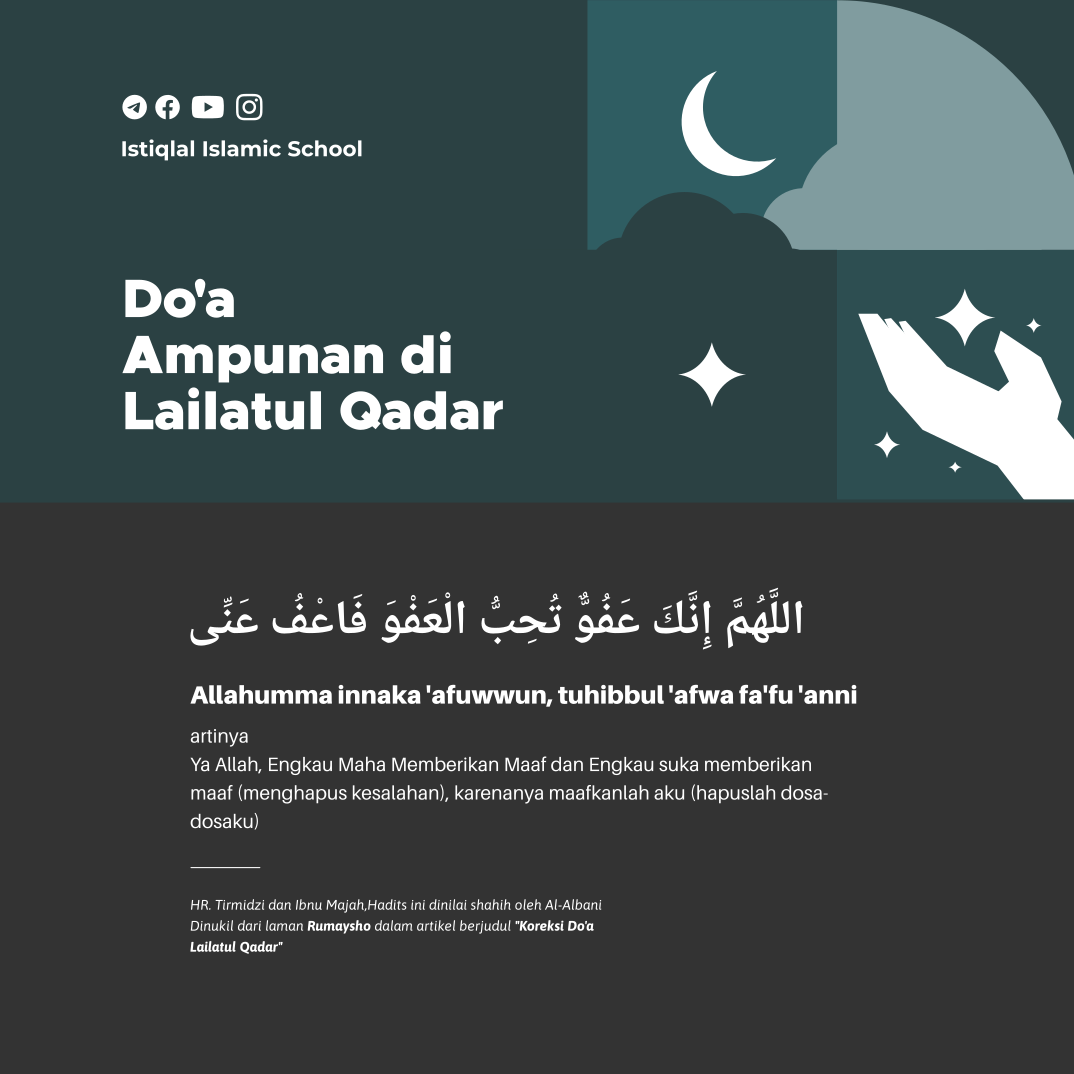 Istiqlal Islamic School
Do'a
Ampunan di
Lailatul Qadar
اللَّهُمَّ إِنَّكَ عَفُوٌّ تُحِبُّ الْعَفْوَ فَاعْفُ عَنِّى
Allahumma innaka 'afuwwun, tuhibbul 'afwa fa'fu 'anni
artinya
Ya Allah, Engkau Maha Memberikan Maaf dan Engkau suka memberikan
maaf (menghapus kesalahan), karenanya maafkanlah aku (hapuslah dosa-
dosaku)
HR. Tirmidzi dan Ibnu Majah,Hadits ini dinilai shahih oleh Al-Albani
Dinukil dari laman Rumaysho dalam artikel berjudul "Koreksi Do'a
Lailatul Qadar"